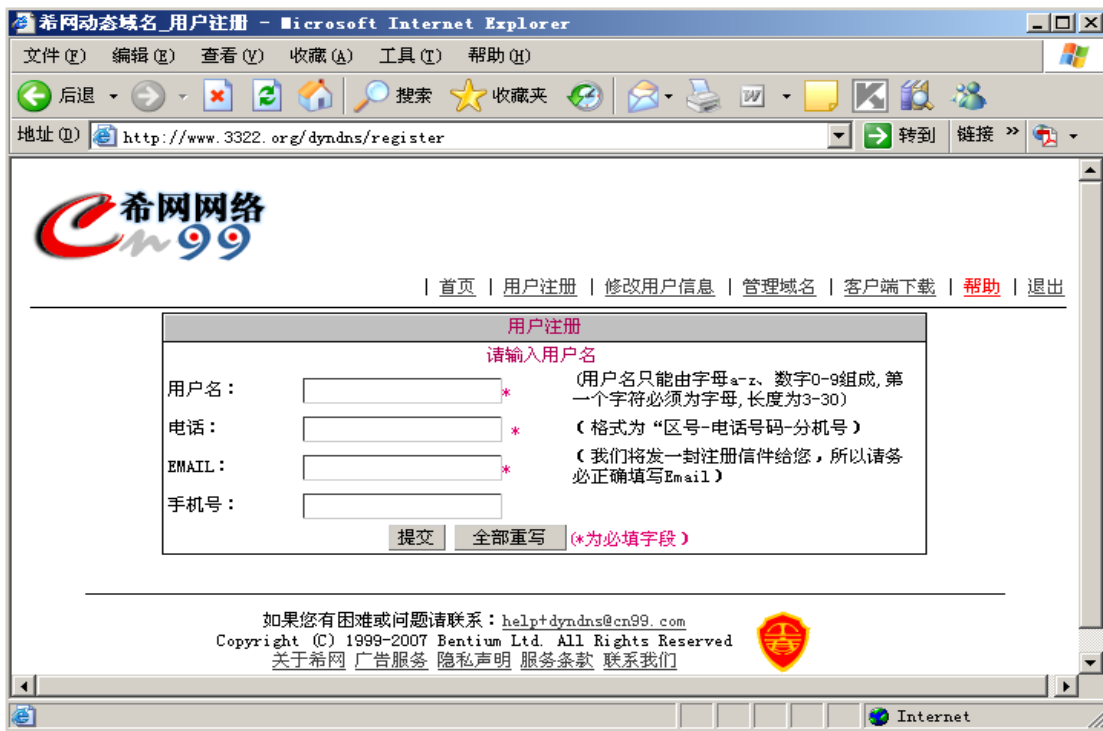 希网动态域名_用户注册 - Microsoft Internet Explorer
文件(F) 编辑(E) 查看(V) 收藏(A) 工具(T) 帮助(H)
后退 搜索 收藏夹
地址(D) http://www.3322.org/dyndns/register 转到 链接 »
希网网络
Cn99
| 首页 | 用户注册 | 修改用户信息 | 管理域名 | 客户端下载 | 帮助 | 退出
用户注册
请输入用户名
用户名： * (用户名只能由字母a-z、数字0-9组成,第
一个字符必须为字母,长度为3-30)
电话： * (格式为“区号-电话号码-分机号)
EMAIL： * (我们将发一封注册信件给您，所以请务
必正确填写Email)
手机号：
提交 全部重写 (*为必填字段)
如果您有困难或问题请联系：help+dyndns@cn99.com
Copyright (C) 1999-2007 Bentium Ltd. All Rights Reserved
关于希网 广告服务 隐私声明 服务条款 联系我们
Internet